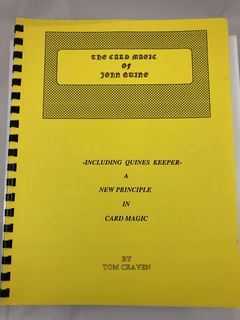 THE CARD MAGIC
OF
JOHN QUINE
-INCLUDING QUINES KEEPER-
A
NEW PRINCIPLE
IN
CARD MAGIC
BY
TOM CRAVEN